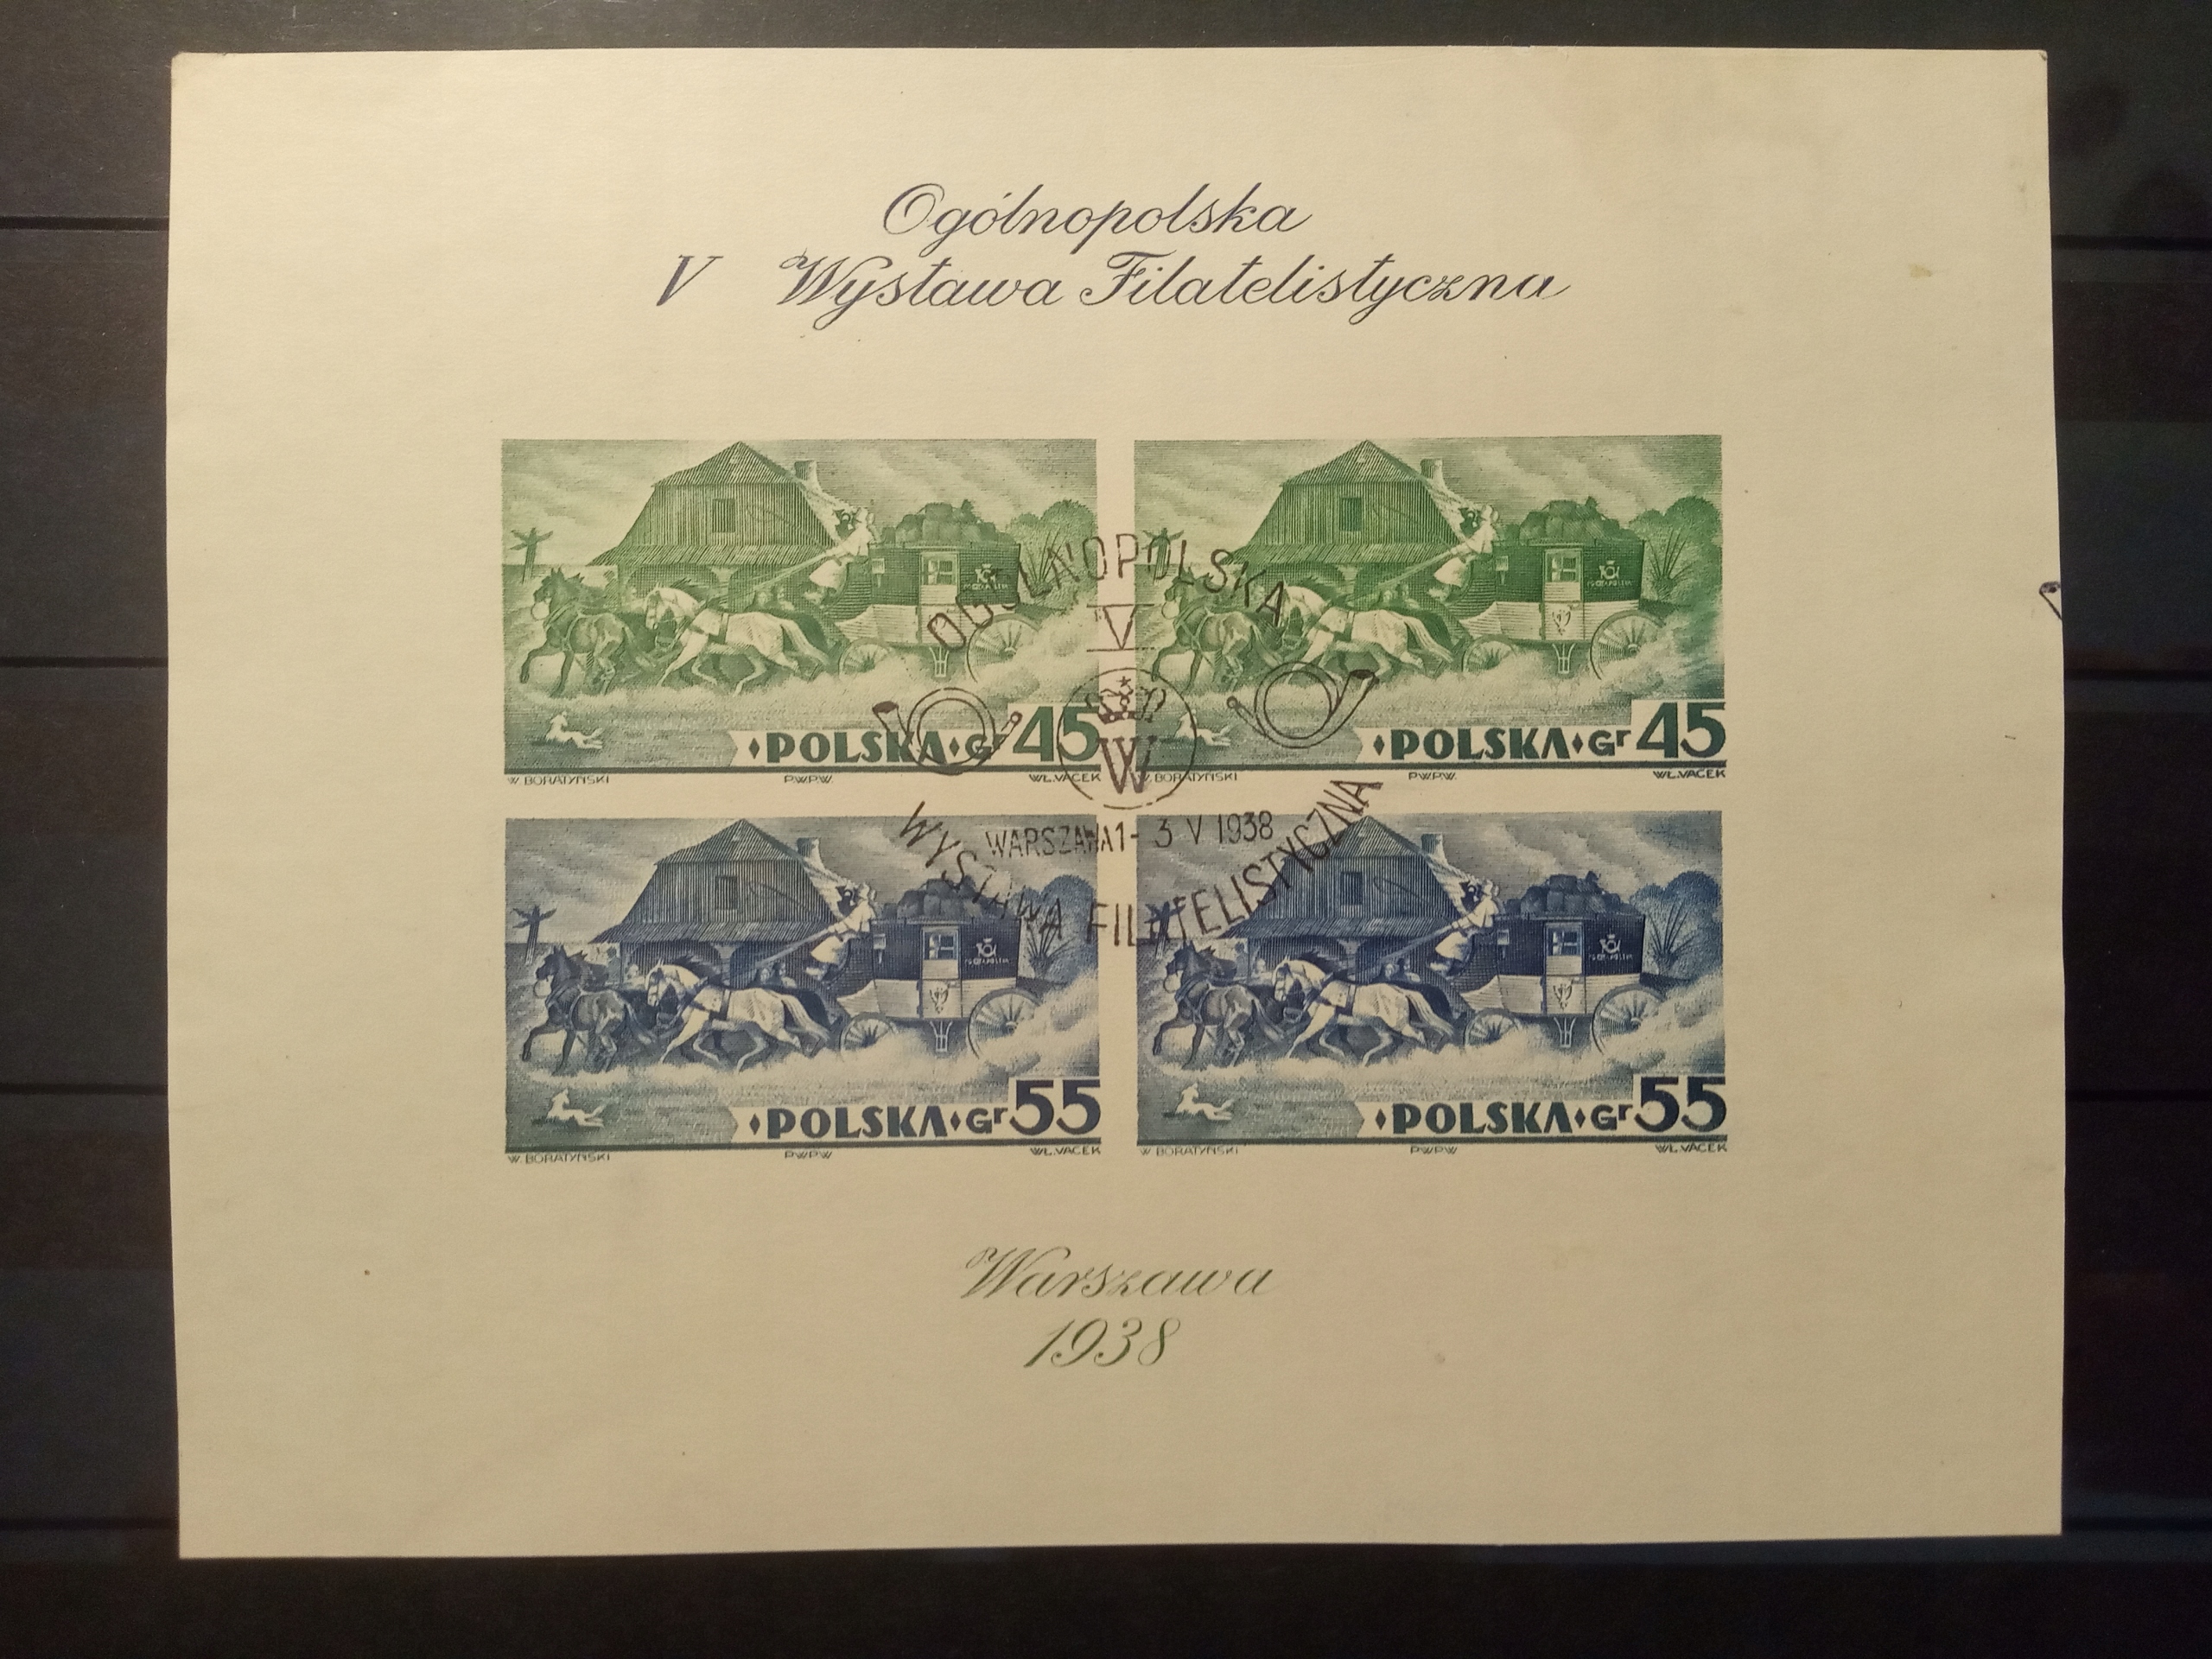 Ogólnopolska
V Wystawa Filatelistyczna
POLSKA Gr 45
W. BORATYŃSKI P.W.P.W. WŁ. VACEK
POLSKA Gr 45
W. BORATYŃSKI P.W.P.W. WŁ. VACEK
OGÓLNOPOLSKA
V
W
WARSZAWA 1-3 V 1938
WYSTAWA FILATELISTYCZNA
POLSKA Gr 55
W. BORATYŃSKI P.W.P.W WŁ. VACEK
POLSKA Gr 55
W. BORATYŃSKI P.W.P.W WŁ. VACEK
Warszawa
1938